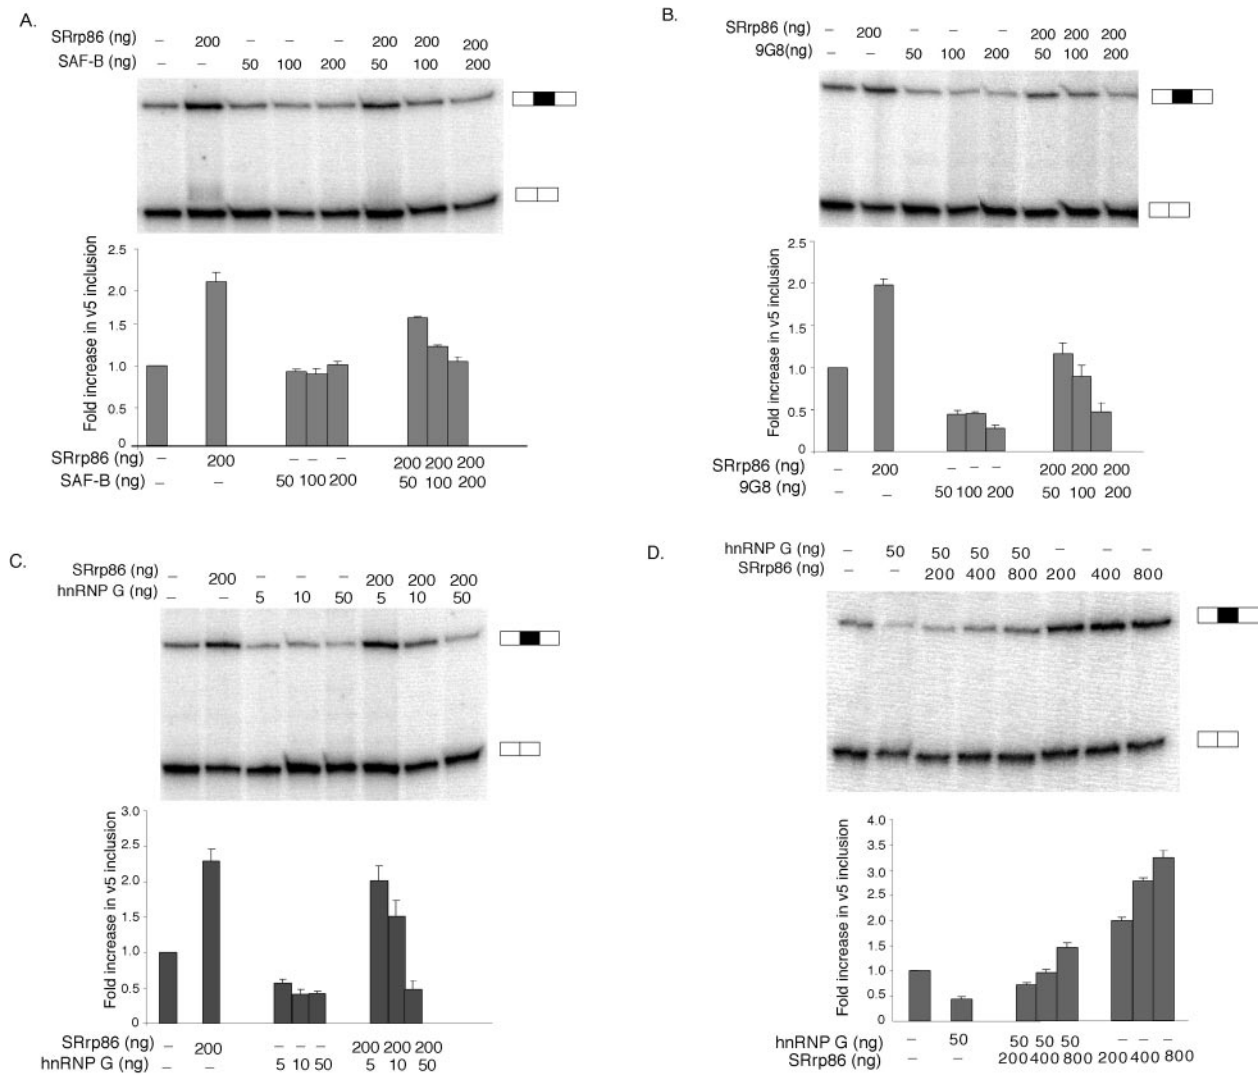 A.
SRrp86 (ng) – 200 – – – 200 200 200
SAF-B (ng) – – 50 100 200 50 100 200
Fold increase in v5 inclusion
2.5
2.0
1.5
1.0
0.5
0
SRrp86 (ng) – 200 – – – 200 200 200
SAF-B (ng) – – 50 100 200 50 100 200
B.
SRrp86 (ng) – 200 – – – 200 200 200
9G8(ng) – – 50 100 200 50 100 200
Fold increase in v5 inclusion
2.5
2.0
1.5
1.0
0.5
0
SRrp86 (ng) – 200 – – – 200 200 200
9G8 (ng) – – 50 100 200 50 100 200
C.
SRrp86 (ng) – 200 – – – 200 200 200
hnRNP G (ng) – – 5 10 50 5 10 50
Fold increase in v5 inclusion
3.0
2.5
2.0
1.5
1.0
0.5
0
SRrp86 (ng) – 200 – – – 200 200 200
hnRNP G (ng) – – 5 10 50 5 10 50
D.
hnRNP G (ng) – 50 50 50 50 – – –
SRrp86 (ng) – – 200 400 800 200 400 800
Fold increase in v5 inclusion
4.0
3.5
3.0
2.0
1.5
1.0
0.5
0
hnRNP G (ng) – 50 50 50 50 – – –
SRrp86 (ng) – – 200 400 800 200 400 800